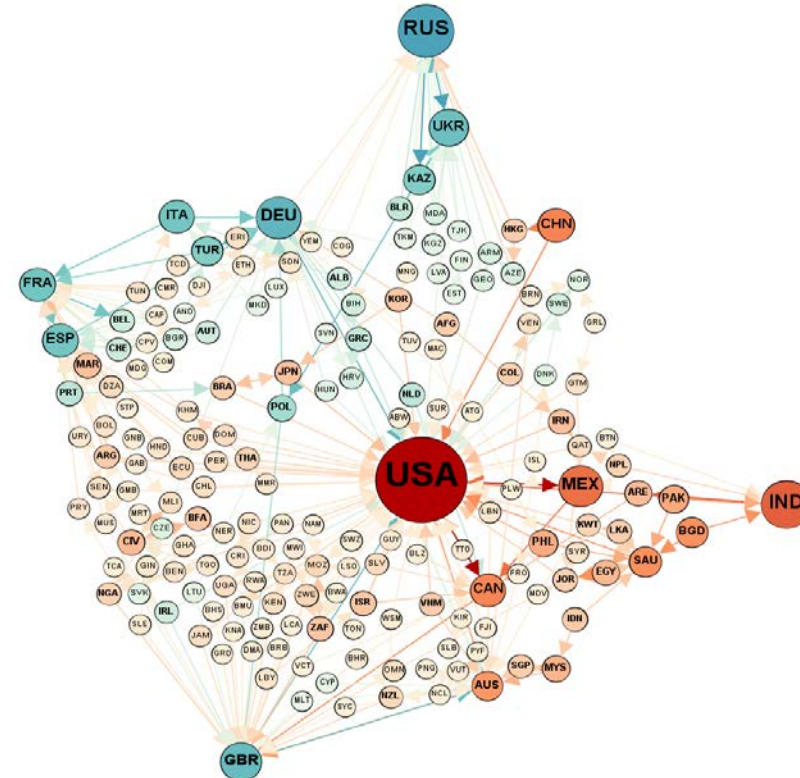 RUS
UKR
KAZ
BLR
MDA
ITA
DEU
CHN
TUR
ERI
YEM
COG
TKM
KGZ
TJK
HKG
TCD
ETH
SDN
FIN
ARM
MNG
LVA
GEO
AZE
FRA
TUN
CMR
DJI
LUX
ALB
EST
NOR
KOR
BRN
SWE
MKD
BIH
BEL
CAF
AND
VEN
GRL
AFG
ESP
CHE
CPV
BGR
AUT
SVN
GRC
TUV
MAC
MAR
MDG
COM
JPN
HRV
COL
DNK
GTM
PRT
DZA
BRA
HUN
NLD
STP
KHM
POL
ABW
SUR
ATG
IRN
BOL
URY
GNB
HND
CUB
DOM
QAT
BTN
ARG
GAB
ECU
PER
THA
ISL
NPL
USA
SEN
GMB
CHL
MMR
PLW
MEX
ARE
PAK
IND
PRY
MRT
MLI
LBN
MUS
CZE
BFA
NER
NIC
PAN
NAM
KWT
LKA
BGD
CIV
GHA
SWZ
GUY
BLZ
TTO
PHL
SYR
TCA
GIN
BEN
TGO
CRI
BDI
MWI
LSO
SLV
SAU
NGA
SVK
LTU
UGA
RWA
TZA
MOZ
JOR
EGY
PRO
CAN
MDV
IRL
BHS
BMU
KEN
ZWE
BWA
ISR
VNM
SLE
JAM
KNA
ZMB
LCA
ZAF
TON
WSM
KIR
FJI
IDN
GRD
DMA
BRB
SLB
PYF
LBY
VCT
BHR
OMN
PNG
VUT
SGP
MYS
MLT
CYP
SYC
NZL
NCL
AUS
GBR